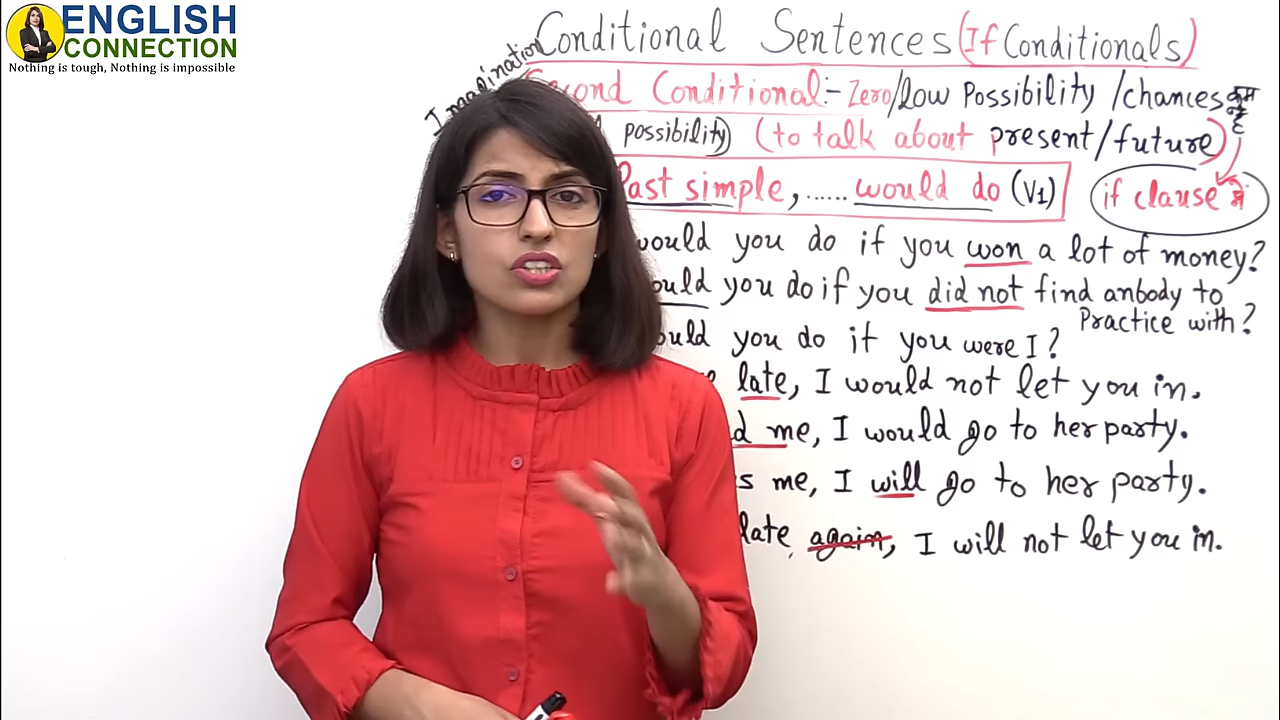 ENGLISH
CONNECTION
Nothing is tough, Nothing is impossible
Conditional Sentences (If Conditionals)
Imagination
Second Conditional:- Zero/low Possibility /chances कम
possibility) (to talk about present/future)
Past simple, ...... would do (V1)
if clause में
would you do if you won a lot of money?
would you do if you did not find anbody to
Practice with?
would you do if you were I?
late, I would not let you in.
me, I would go to her party.
me, I will go to her party.
late again, I will not let you in.